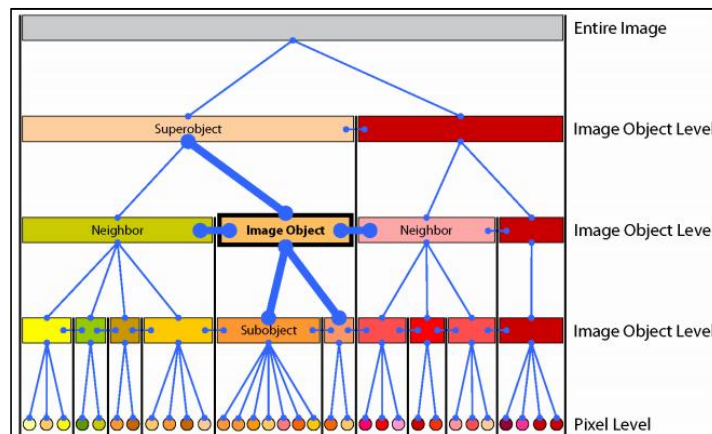 Entire Image
Superobject
Image Object Level
Neighbor
Image Object
Neighbor
Image Object Level
Subobject
Image Object Level
Pixel Level